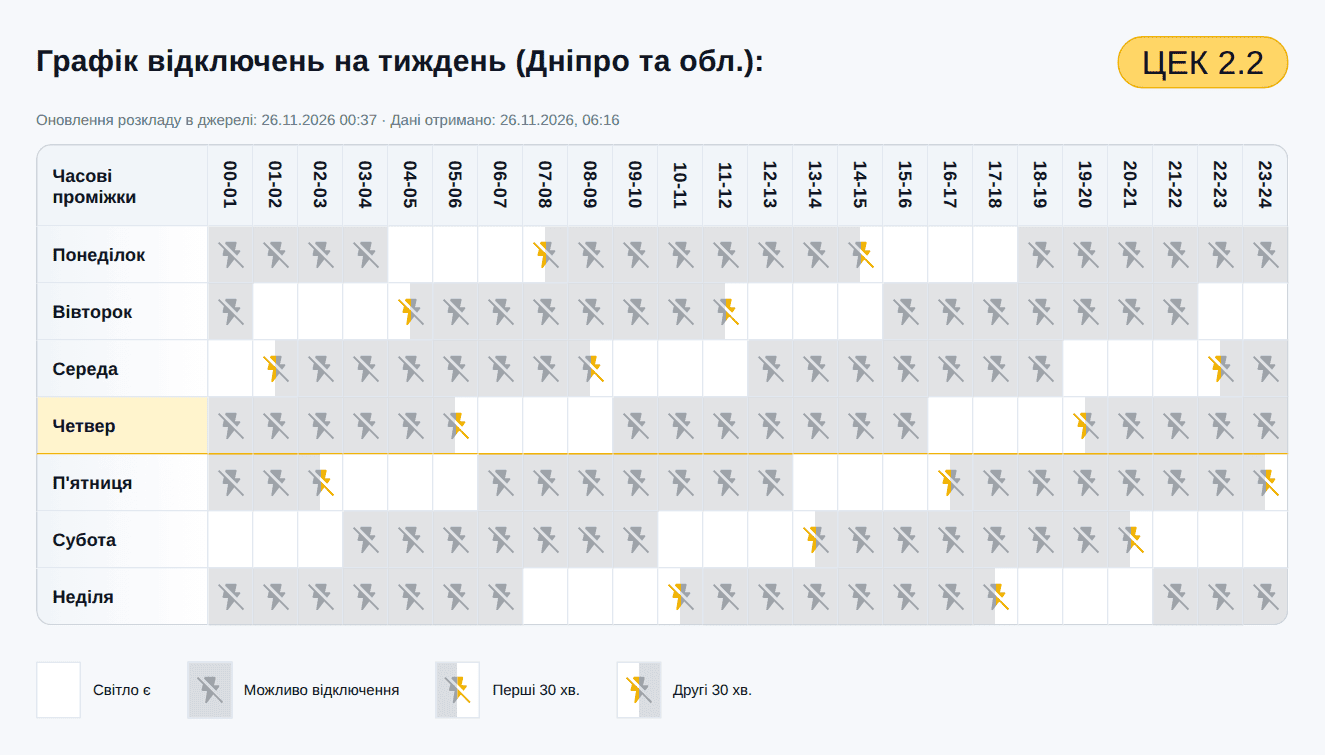 Графік відключень на тиждень (Дніпро та обл.):
ЦЕК 2.2
Оновлення розкладу в джерелі: 26.11.2026 00:37 · Дані отримано: 26.11.2026, 06:16
Часові
проміжки
00-01
01-02
02-03
03-04
04-05
05-06
06-07
07-08
08-09
09-10
10-11
11-12
12-13
13-14
14-15
15-16
16-17
17-18
18-19
19-20
20-21
21-22
22-23
23-24
Понеділок
Вівторок
Середа
Четвер
П'ятниця
Субота
Неділя
Світло є
Можливо відключення
Перші 30 хв.
Другі 30 хв.